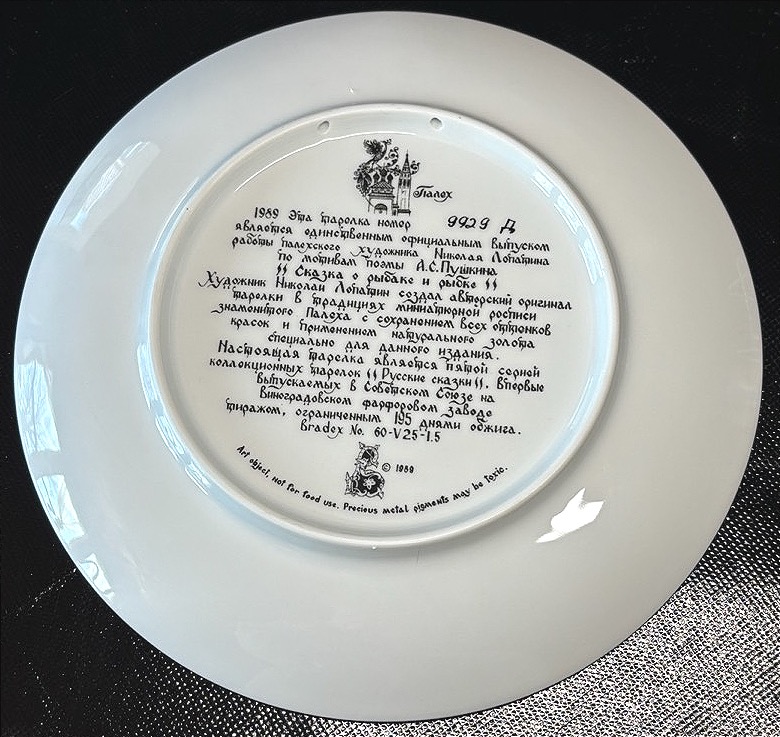 Палех
1989 Эта тарелка номер 9929 Д
является единственным официальным выпуском
работы палехского художника Николая Лопатина
по мотивам поэмы А.С.Пушкина
"Сказка о рыбаке и рыбке"
Художник Николай Лопатин создал авторский оригинал
тарелки в традициях миниатюрной росписи
знаменитого Палеха с сохранением всех оттенков
красок и применением натурального золота
специально для данного издания.
Настоящая тарелка является пятой серией
коллекционных тарелок "Русские сказки". Впервые
выпускаемых в Советском Союзе на
Виноградовском фарфоровом заводе
тиражом, ограниченным 195 днями обжига.
Bradex No. 60-V25-1.5
© 1989
Art object, not for food use. Precious metal pigments may be toxic.